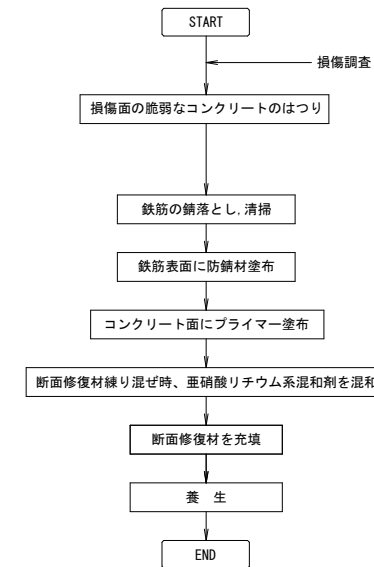 START
損傷調査
損傷面の脆弱なコンクリートのはつり
鉄筋の錆落とし,清掃
鉄筋表面に防錆材塗布
コンクリート面にプライマー塗布
断面修復材練り混ぜ時、亜硝酸リチウム系混和剤を混和
断面修復材を充填
養 生
END